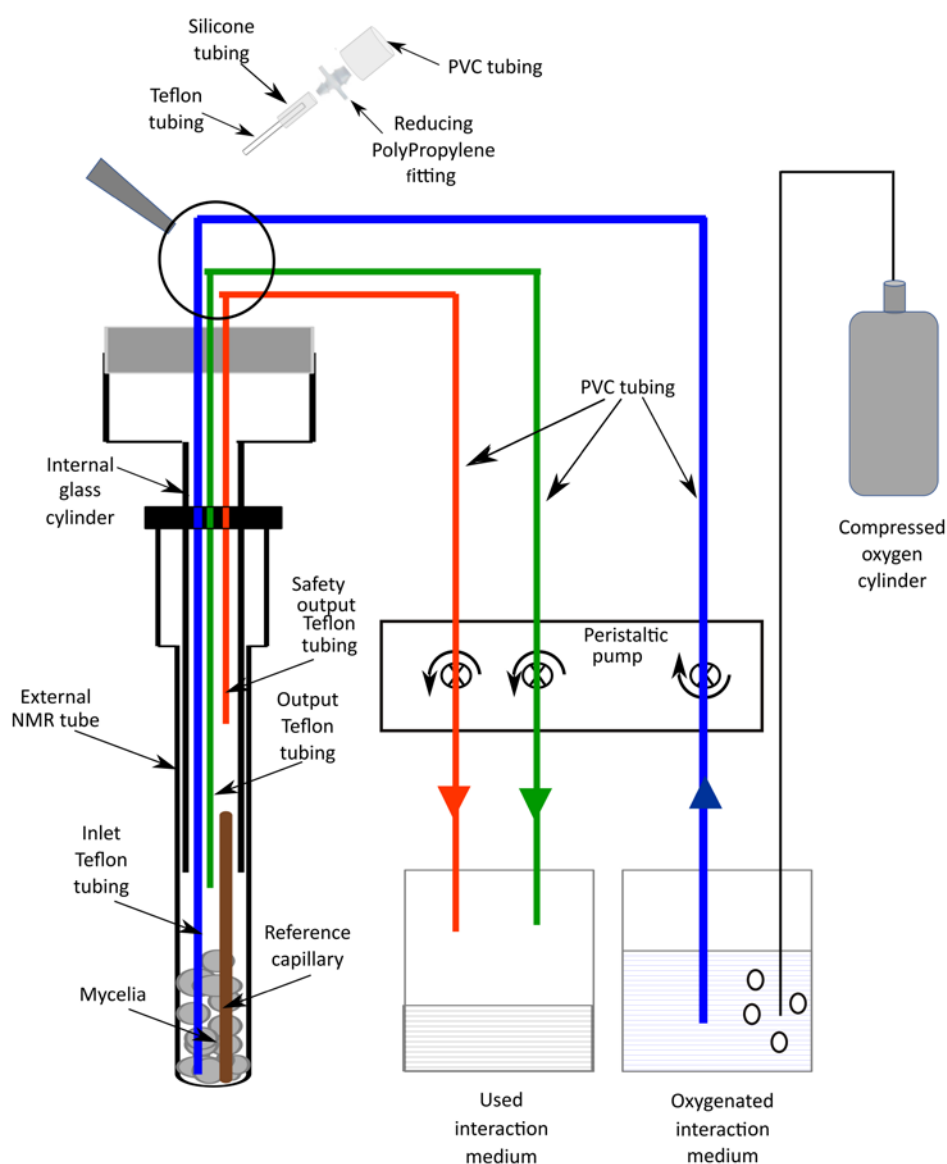 Silicone
tubing
PVC tubing
Teflon
tubing
Reducing
PolyPropylene
fitting
PVC tubing
Internal
glass
cylinder
Compressed
oxygen
cylinder
Safety
output
Teflon
tubing
Peristaltic
pump
External
NMR tube
Output
Teflon
tubing
Inlet
Teflon
tubing
Reference
capillary
Mycelia
Used
interaction
medium
Oxygenated
interaction
medium